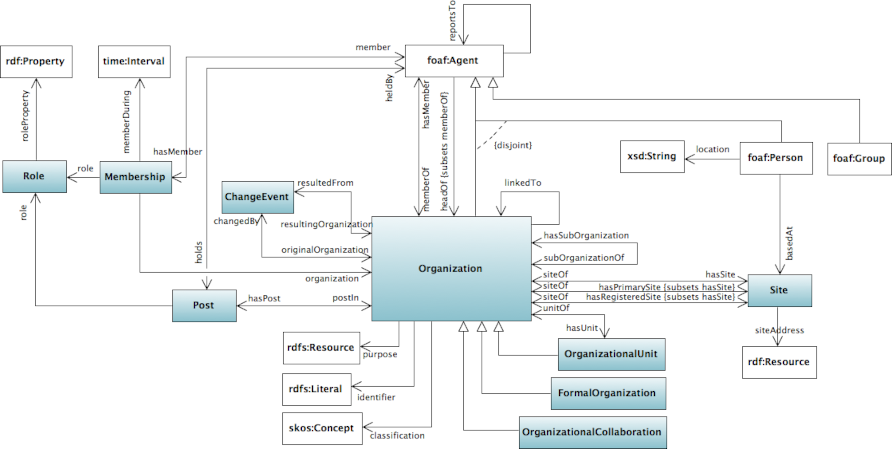 reportsTo
member
rdf:Property
time:Interval
foaf:Agent
heldBy
roleProperty
memberDuring
hasMember
headOf {subsets memberOf}
memberOf
{disjoint}
xsd:String
location
foaf:Person
foaf:Group
hasMember
Role
role
Membership
ChangeEvent
resultedFrom
changedBy
linkedTo
role
resultingOrganization
originalOrganization
holds
organization
Organization
hasSubOrganization
subOrganizationOf
basedAt
siteOf
hasSite
siteOf
hasPrimarySite {subsets hasSite}
siteOf
hasRegisteredSite {subsets hasSite}
unitOf
Site
Post
hasPost
postIn
hasUnit
siteAddress
rdfs:Resource
purpose
OrganizationalUnit
rdf:Resource
rdfs:Literal
identifier
FormalOrganization
skos:Concept
classification
OrganizationalCollaboration